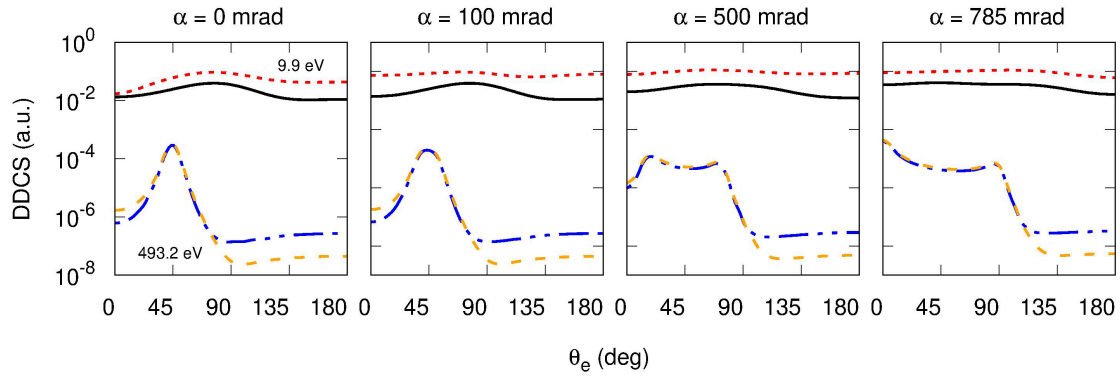 α = 0 mrad
α = 100 mrad
α = 500 mrad
α = 785 mrad
DDCS (a.u.)
10^0
10^-2
10^-4
10^-6
10^-8
9.9 eV
493.2 eV
0 45 90 135 180
0 45 90 135 180
0 45 90 135 180
0 45 90 135 180
θ_e (deg)